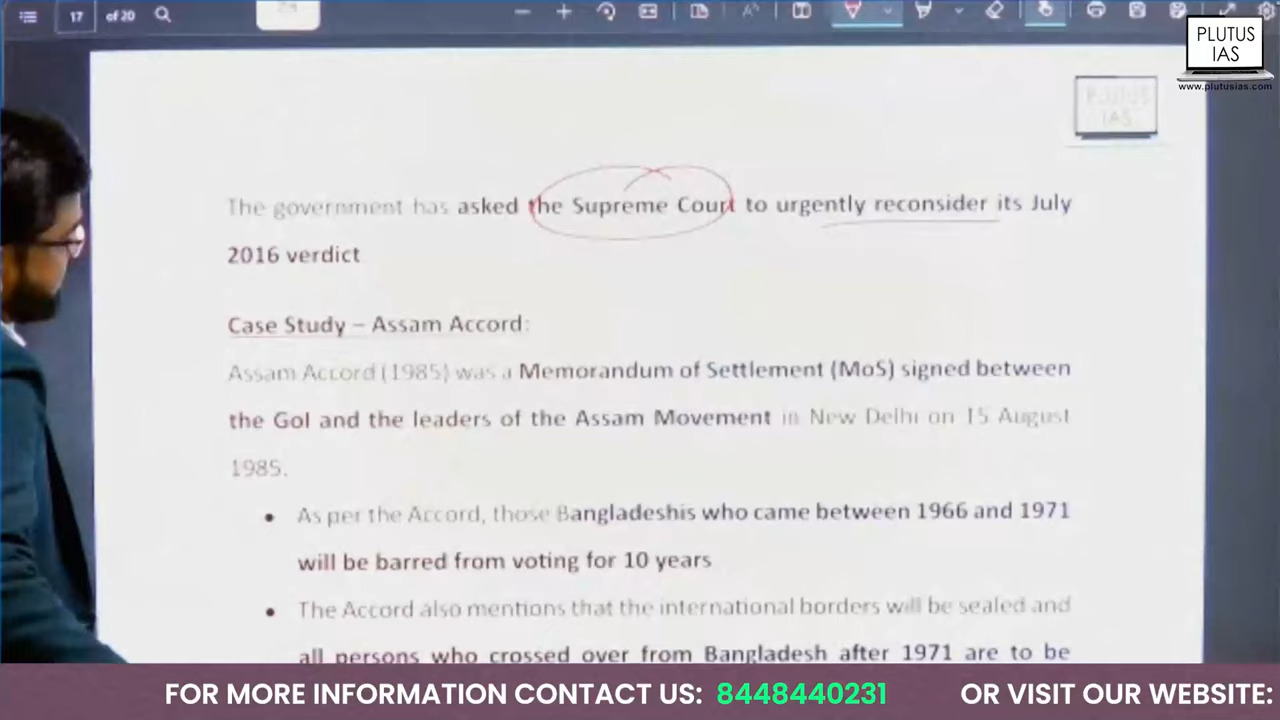 17 of 20
PLUTUS
IAS
www.plutusias.com
PLUTUS
IAS
The government has asked the Supreme Court to urgently reconsider its July
2016 verdict
Case Study – Assam Accord:
Assam Accord (1985) was a Memorandum of Settlement (MoS) signed between
the GoI and the leaders of the Assam Movement in New Delhi on 15 August
1985.
• As per the Accord, those Bangladeshis who came between 1966 and 1971
will be barred from voting for 10 years
• The Accord also mentions that the international borders will be sealed and
all persons who crossed over from Bangladesh after 1971 are to be
FOR MORE INFORMATION CONTACT US: 8448440231 OR VISIT OUR WEBSITE: